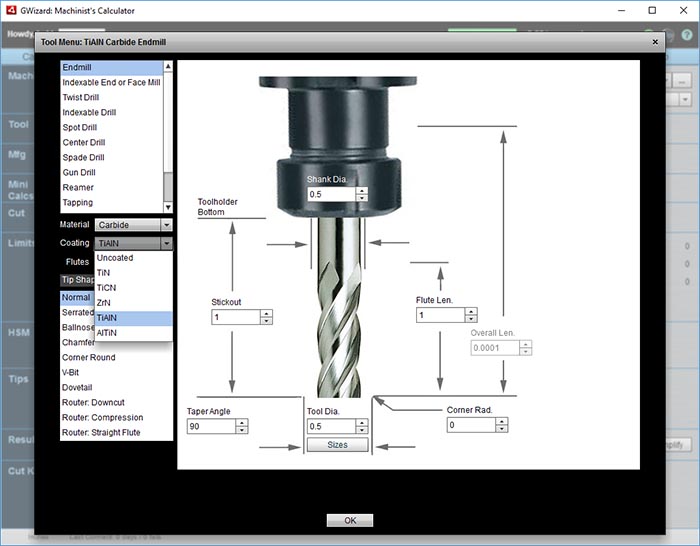 GWizard: Machinist's Calculator
Tool Menu: TiAlN Carbide Endmill
Endmill
Indexable End or Face Mill
Twist Drill
Indexable Drill
Spot Drill
Center Drill
Spade Drill
Gun Drill
Reamer
Tapping
Material Carbide
Coating TiAlN
Uncoated
TiN
TiCN
ZrN
TiAlN
AlTiN
Flutes
Tip Shap
Normal
Serrated
Ballnose
Chamfer
Corner Round
V-Bit
Dovetail
Router: Downcut
Router: Compression
Router: Straight Flute
Shank Dia.
0.5
Toolholder
Bottom
Stickout
1
Flute Len.
1
Overall Len.
0.0001
Taper Angle
90
Tool Dia.
0.5
Sizes
Corner Rad.
0
OK
Machi
Tool
Mfg
Mini
Calcs
Cut
Limits
0
0
0
HSM
Tips
Resul
Cut K